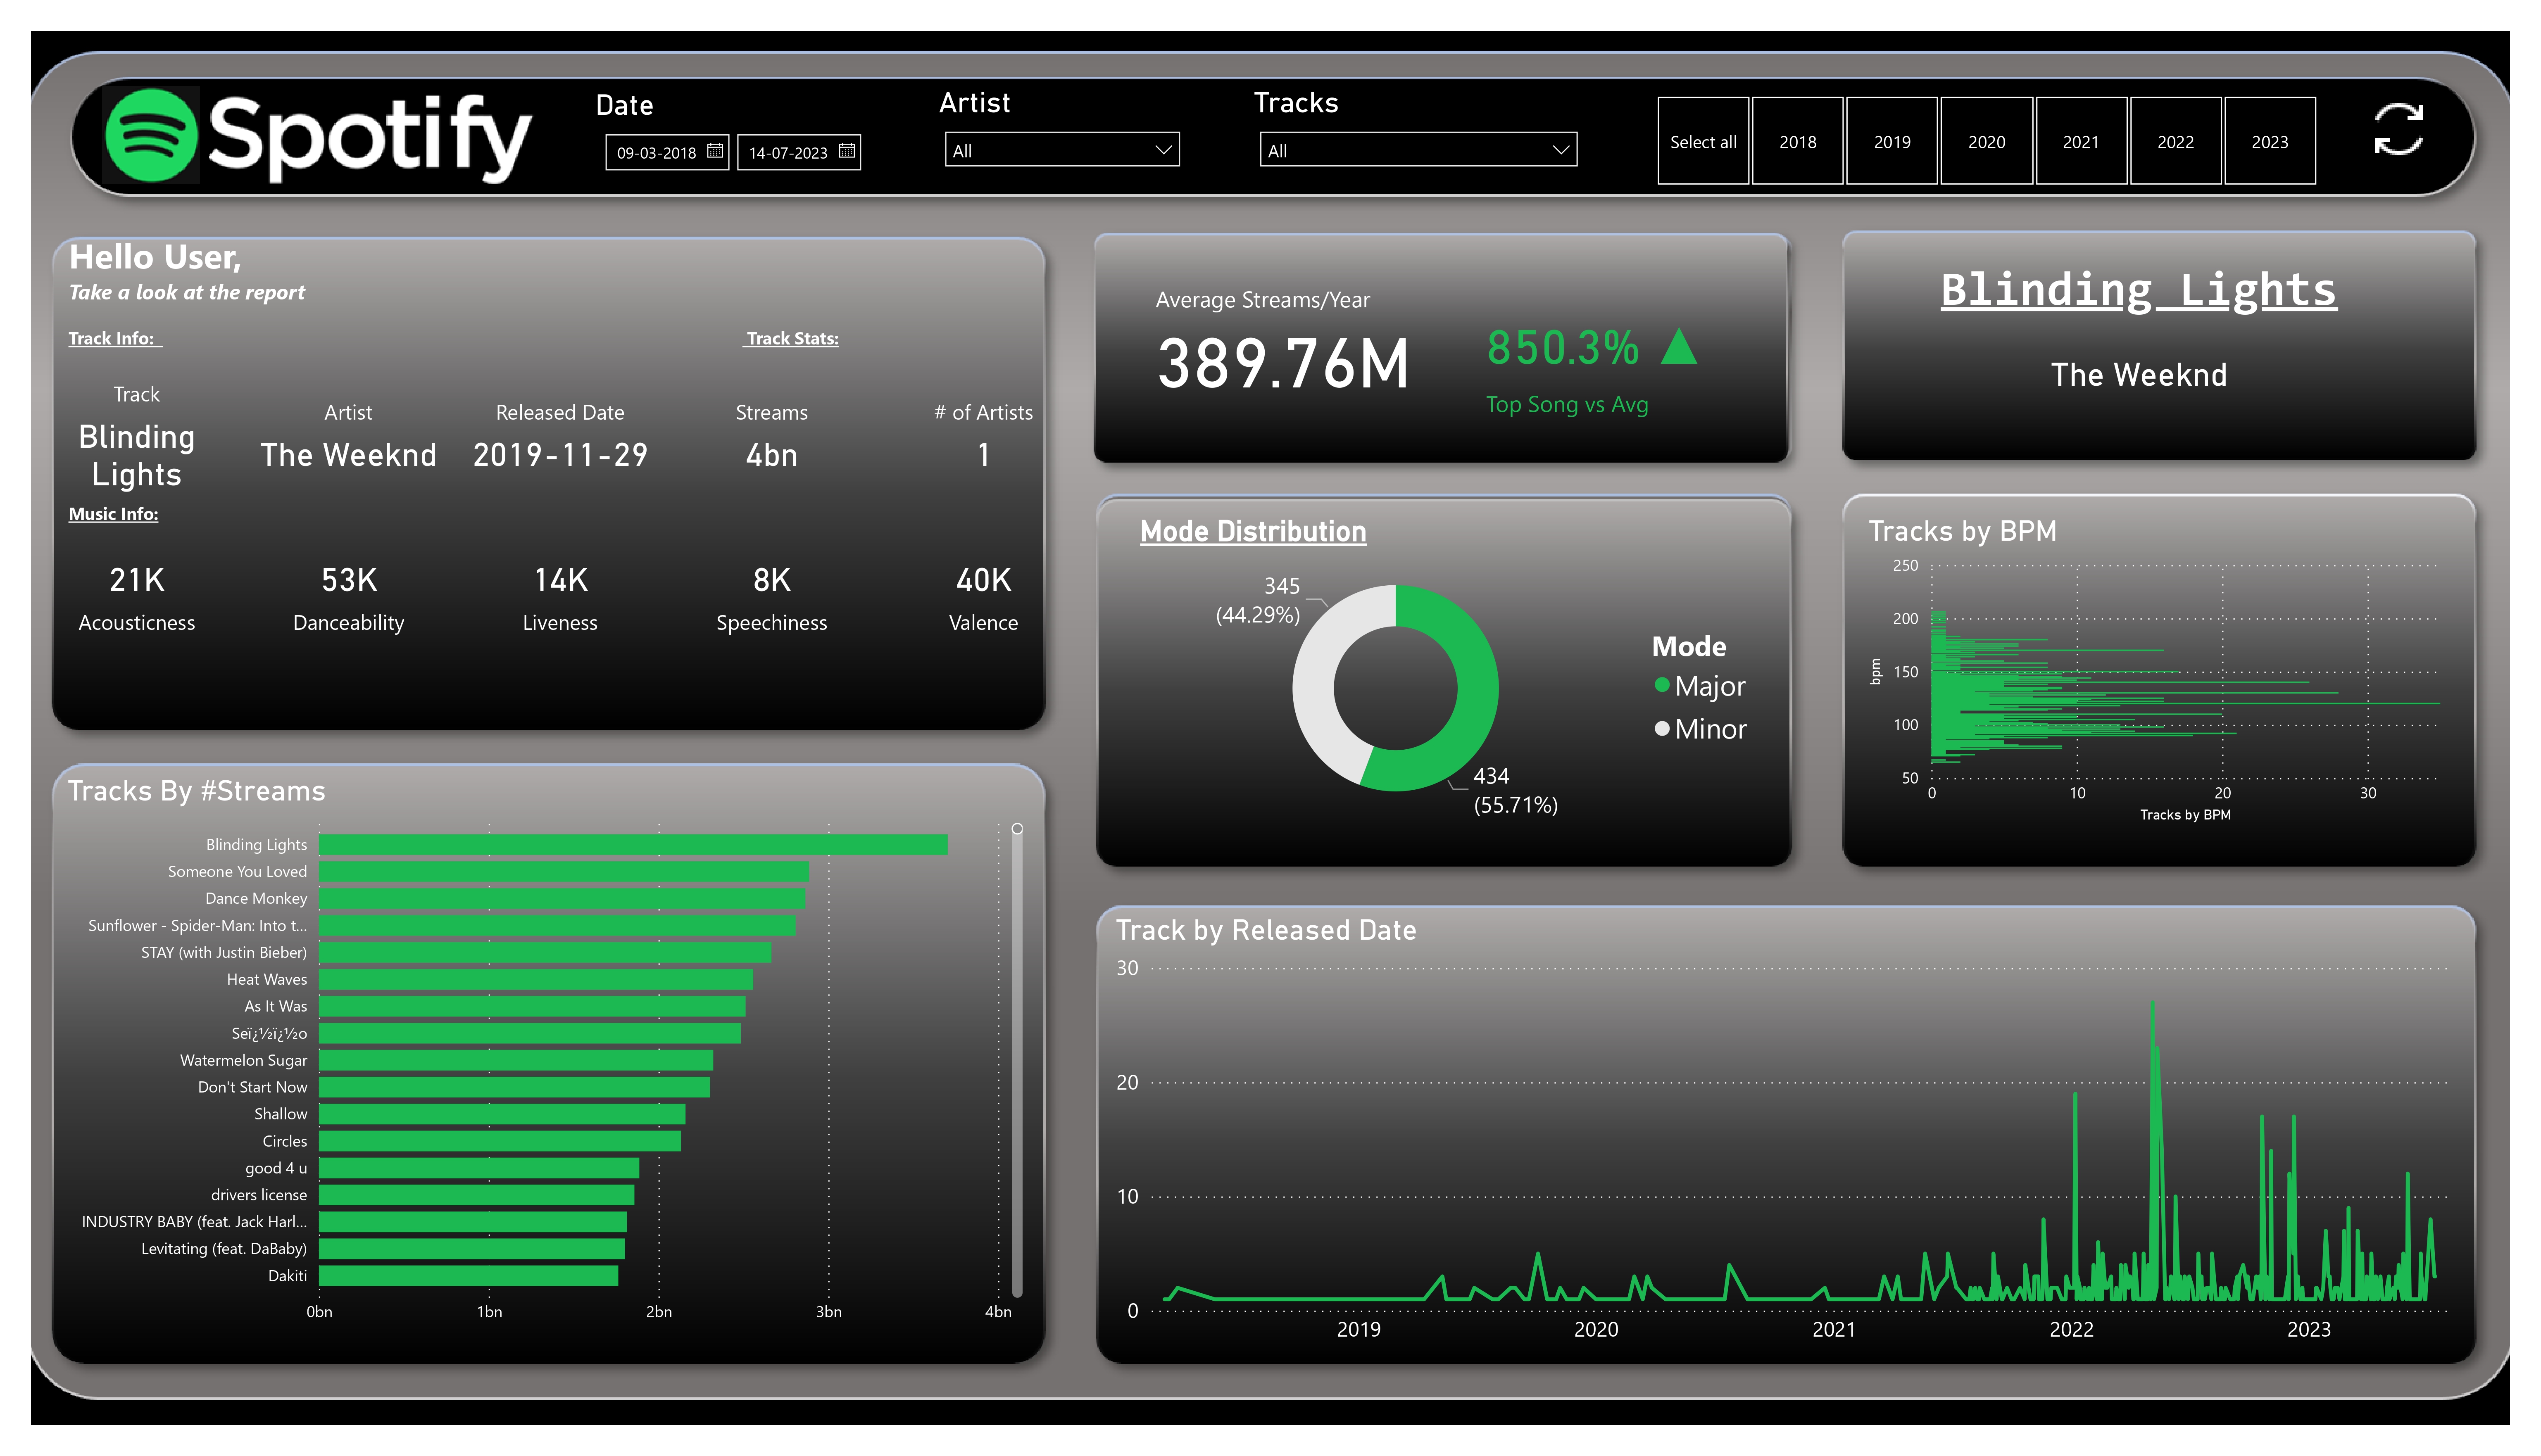 Spotify
Date
09-03-2018
14-07-2023
Artist
All
Tracks
All
Select all
2018
2019
2020
2021
2022
2023
Hello User,
Take a look at the report
Track Info:
Track Stats:
Track
Blinding
Lights
Artist
The Weeknd
Released Date
2019-11-29
Streams
4bn
# of Artists
1
Music Info:
21K
Acousticness
53K
Danceability
14K
Liveness
8K
Speechiness
40K
Valence
Average Streams/Year
389.76M
850.3%
Top Song vs Avg
Blinding Lights
The Weeknd
Mode Distribution
345
(44.29%)
434
(55.71%)
Mode
Major
Minor
Tracks by BPM
250
200
150
100
50
bpm
0
10
20
30
Tracks by BPM
Tracks By #Streams
Blinding Lights
Someone You Loved
Dance Monkey
Sunflower - Spider-Man: Into t...
STAY (with Justin Bieber)
Heat Waves
As It Was
Seï¿½ï¿½o
Watermelon Sugar
Don't Start Now
Shallow
Circles
good 4 u
drivers license
INDUSTRY BABY (feat. Jack Harl...
Levitating (feat. DaBaby)
Dakiti
0bn
1bn
2bn
3bn
4bn
Track by Released Date
30
20
10
0
2019
2020
2021
2022
2023